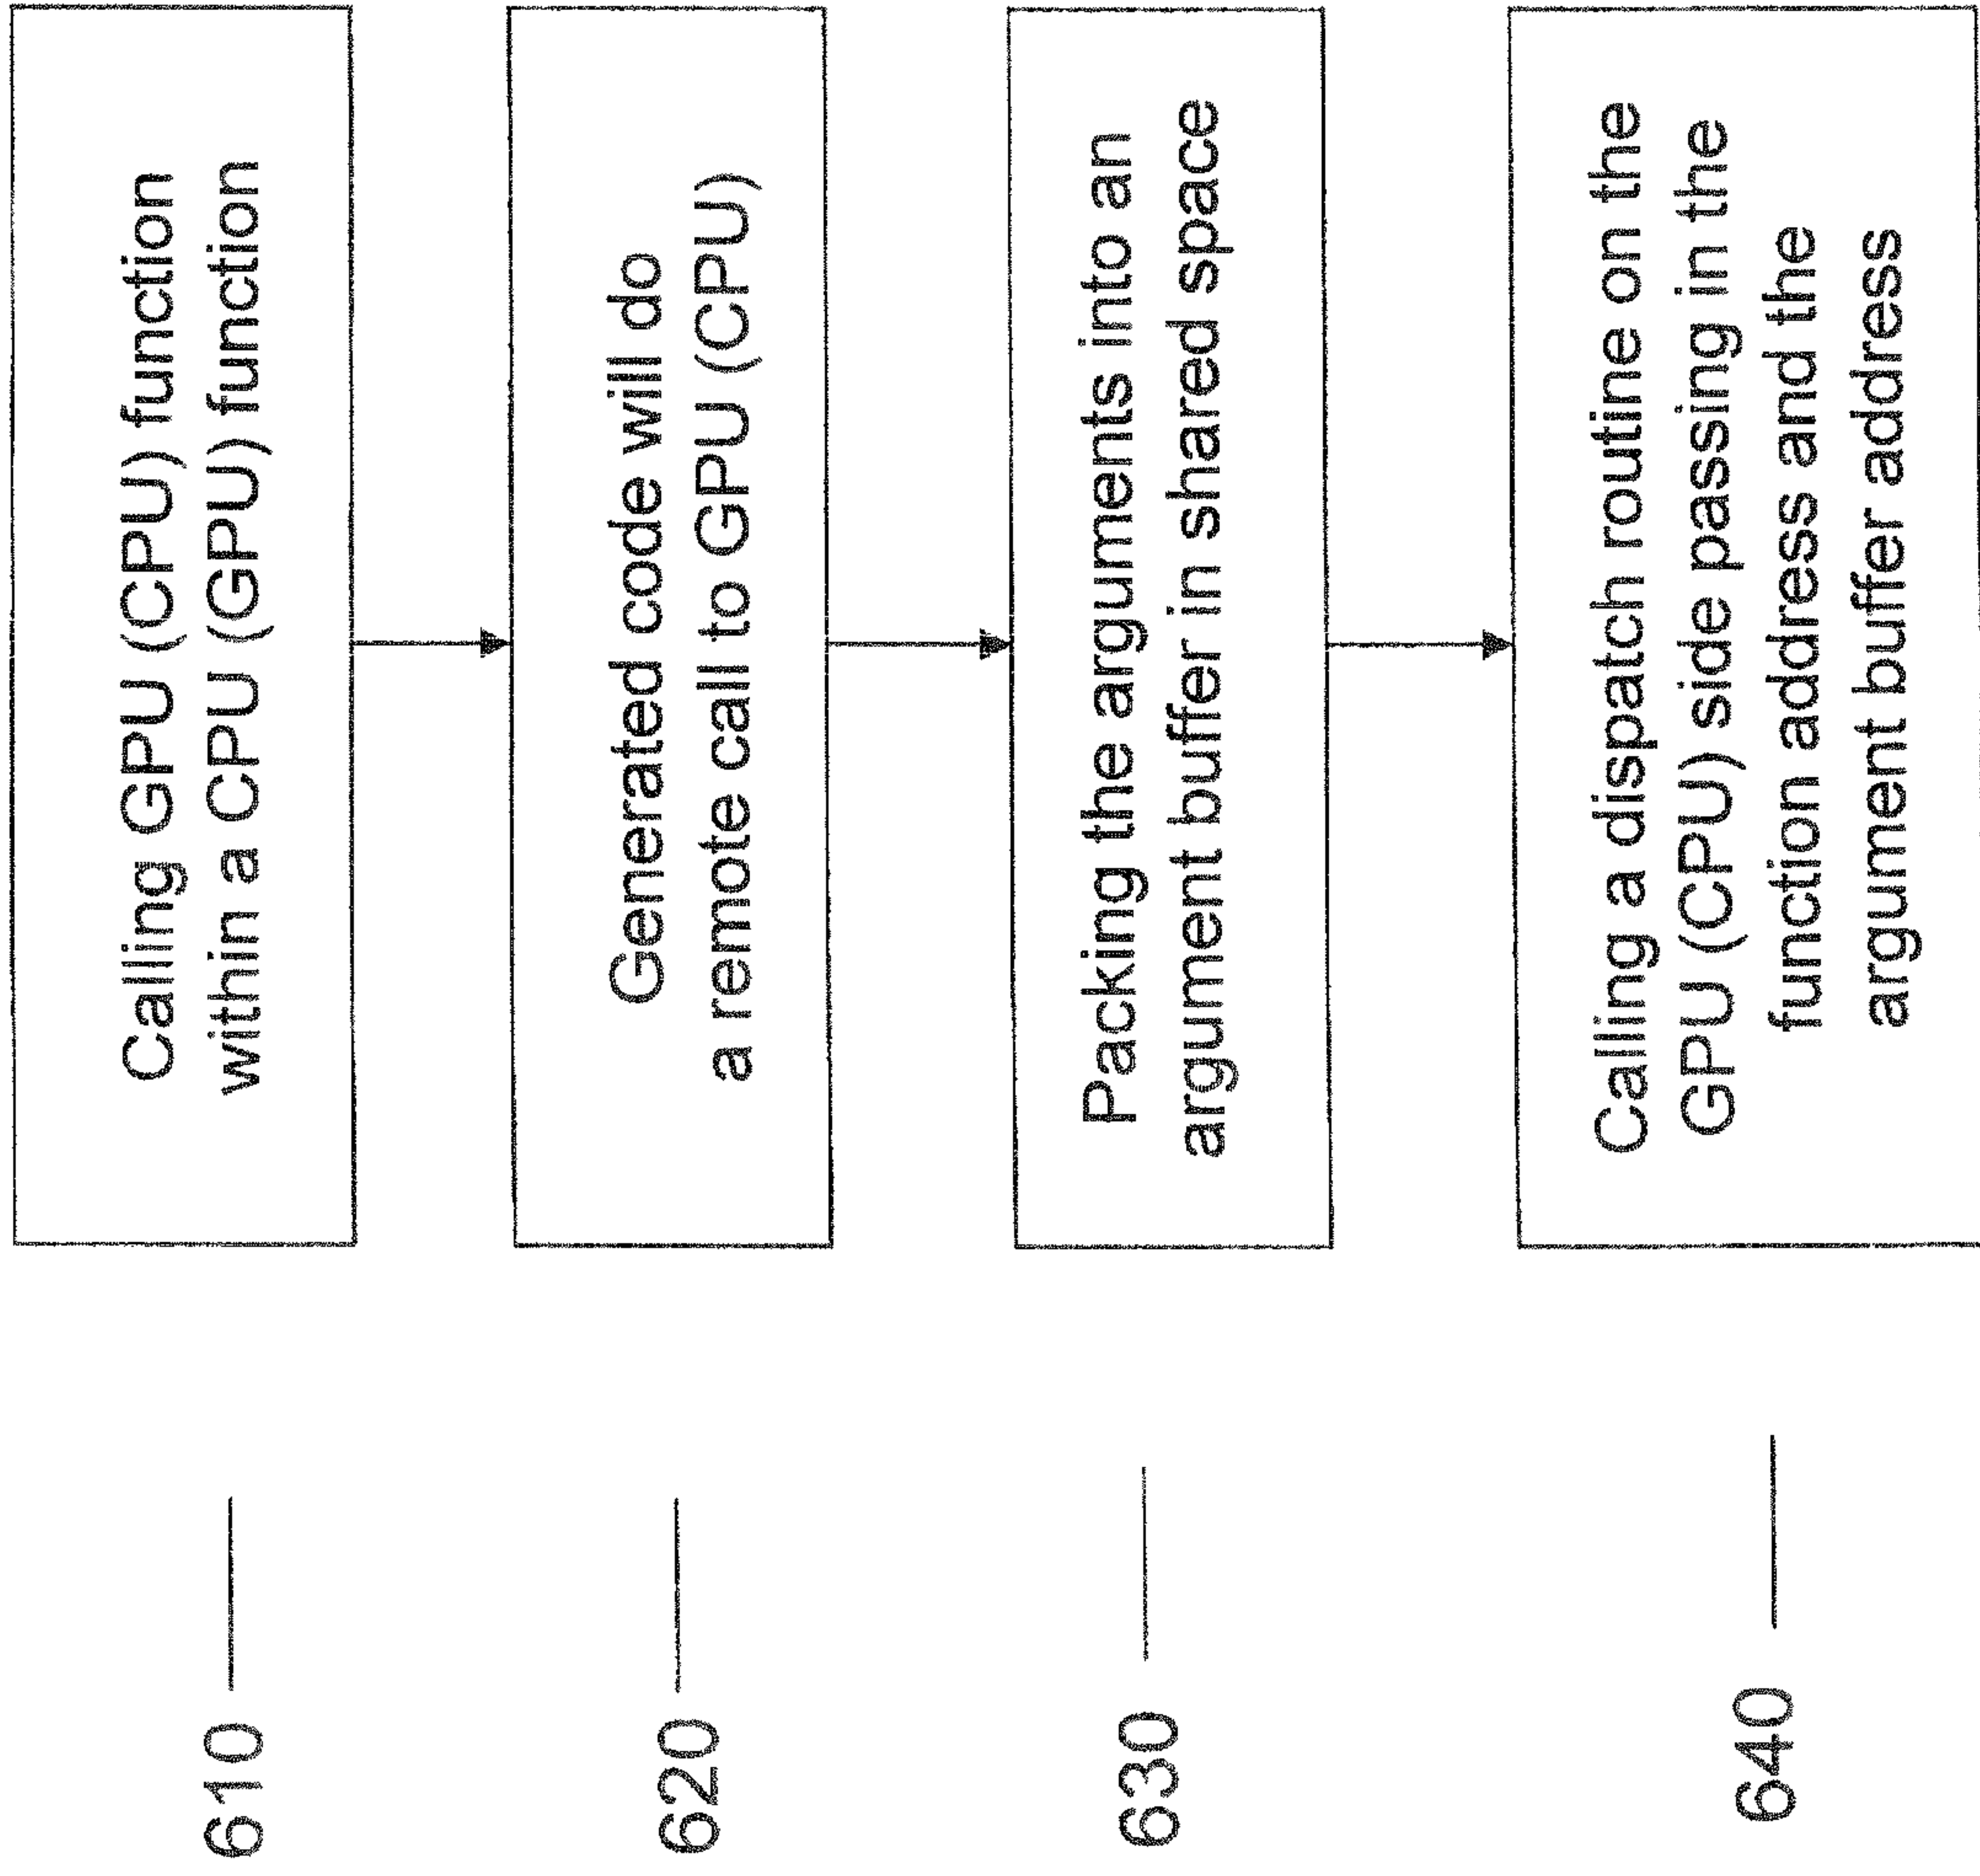 610
Calling GPU (CPU) function
within a CPU (GPU) function
620
Generated code will do
a remote call to GPU (CPU)
630
Packing the arguments into an
argument buffer in shared space
640
Calling a dispatch routine on the
GPU (CPU) side passing in the
function address and the
argument buffer address